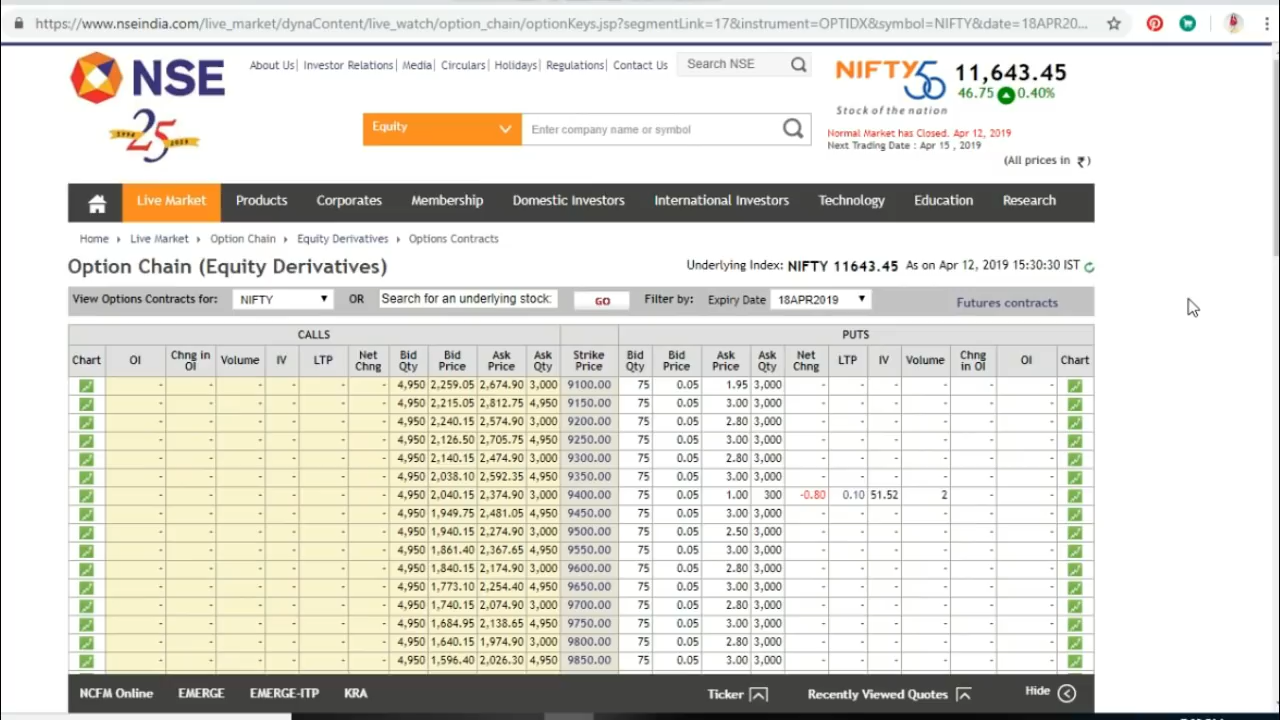 https://www.nseindia.com/live_market/dynaContent/live_watch/option_chain/optionKeys.jsp?segmentLink=17&instrument=OPTIDX&symbol=NIFTY&date=18APR20...
NSE
About Us| Investor Relations| Media| Circulars| Holidays| Regulations| Contact Us
Search NSE
NIFTY 50
Stock of the nation
11,643.45
46.75 0.40%
Normal Market has Closed. Apr 12, 2019
Next Trading Date : Apr 15 , 2019
(All prices in ₹)
1994 25 2019
Equity
Enter company name or symbol
Live Market Products Corporates Membership Domestic Investors International Investors Technology Education Research
Home Live Market Option Chain Equity Derivatives Options Contracts
Option Chain (Equity Derivatives)
Underlying Index: NIFTY 11643.45 As on Apr 12, 2019 15:30:30 IST
View Options Contracts for: NIFTY OR Search for an underlying stock: GO Filter by: Expiry Date 18APR2019 Futures contracts
CALLS PUTS
Chart OI Chng in OI Volume IV LTP Net Chng Bid Qty Bid Price Ask Price Ask Qty Strike Price Bid Qty Bid Price Ask Price Ask Qty Net Chng LTP IV Volume Chng in OI OI Chart
- - - - - - 4,950 2,259.05 2,674.90 3,000 9100.00 75 0.05 1.95 3,000 - - - - - -
- - - - - - 4,950 2,215.05 2,812.75 4,950 9150.00 75 0.05 3.00 3,000 - - - - - -
- - - - - - 4,950 2,240.15 2,574.90 3,000 9200.00 75 0.05 2.80 3,000 - - - - - -
- - - - - - 4,950 2,126.50 2,705.75 4,950 9250.00 75 0.05 3.00 3,000 - - - - - -
- - - - - - 4,950 2,140.15 2,474.90 3,000 9300.00 75 0.05 2.80 3,000 - - - - - -
- - - - - - 4,950 2,038.10 2,592.35 4,950 9350.00 75 0.05 3.00 3,000 - - - - - -
- - - - - - 4,950 2,040.15 2,374.90 3,000 9400.00 75 0.05 1.00 300 -0.80 0.10 51.52 2 - -
- - - - - - 4,950 1,949.75 2,481.05 4,950 9450.00 75 0.05 3.00 3,000 - - - - - -
- - - - - - 4,950 1,940.15 2,274.90 3,000 9500.00 75 0.05 2.50 3,000 - - - - - -
- - - - - - 4,950 1,861.40 2,367.65 4,950 9550.00 75 0.05 3.00 3,000 - - - - - -
- - - - - - 4,950 1,840.15 2,174.90 3,000 9600.00 75 0.05 2.80 3,000 - - - - - -
- - - - - - 4,950 1,773.10 2,254.40 4,950 9650.00 75 0.05 3.00 3,000 - - - - - -
- - - - - - 4,950 1,740.15 2,074.90 3,000 9700.00 75 0.05 2.80 3,000 - - - - - -
- - - - - - 4,950 1,684.95 2,138.65 4,950 9750.00 75 0.05 3.00 3,000 - - - - - -
- - - - - - 4,950 1,640.15 1,974.90 3,000 9800.00 75 0.05 2.80 3,000 - - - - - -
- - - - - - 4,950 1,596.40 2,026.30 4,950 9850.00 75 0.05 3.00 3,000 - - - - - -
NCFM Online EMERGE EMERGE-ITP KRA Ticker Recently Viewed Quotes Hide